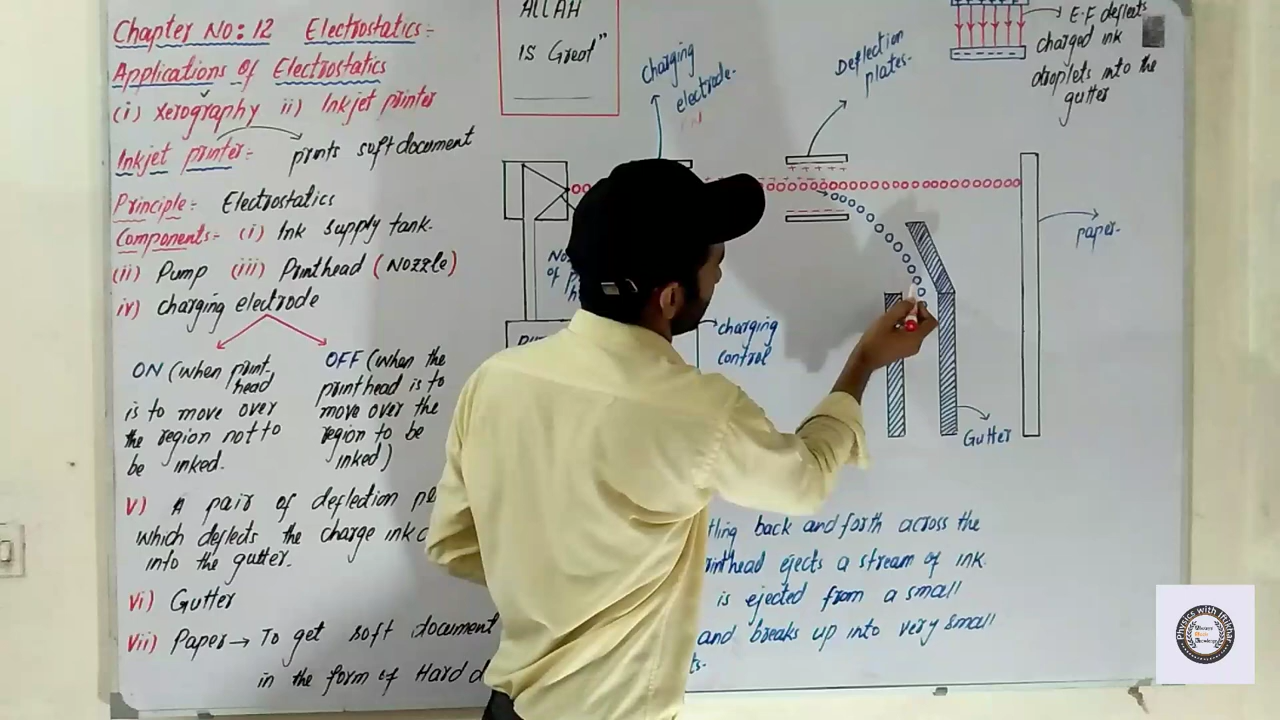 Chapter No: 12 Electrostatics:-
Applications of Electrostatics
(i) xerography ii) Inkjet printer
Inkjet printer:- prints soft document
Principle:- Electrostatics
Components:- (i) Ink supply tank.
(ii) Pump (iii) Printhead (Nozzle)
iv) charging electrode
ON (when print-
head
is to move over
the region not to
be inked.
OFF (when the
printhead is to
move over the
region to be
inked)
v) A pair of deflection
which deflects the charge ink
into the gutter.
vi) Gutter
vii) Paper → To get soft document
in the form of Hard
ALLAH
is Great"
charging
electrode.
Deflection
plates.
E.F deflects
charged ink
droplets into the
gutter
paper.
charging
control
Gutter
back and forth across the
ejects a stream of ink.
is ejected from a small
and breaks up into very small
Physics with Iftikhar